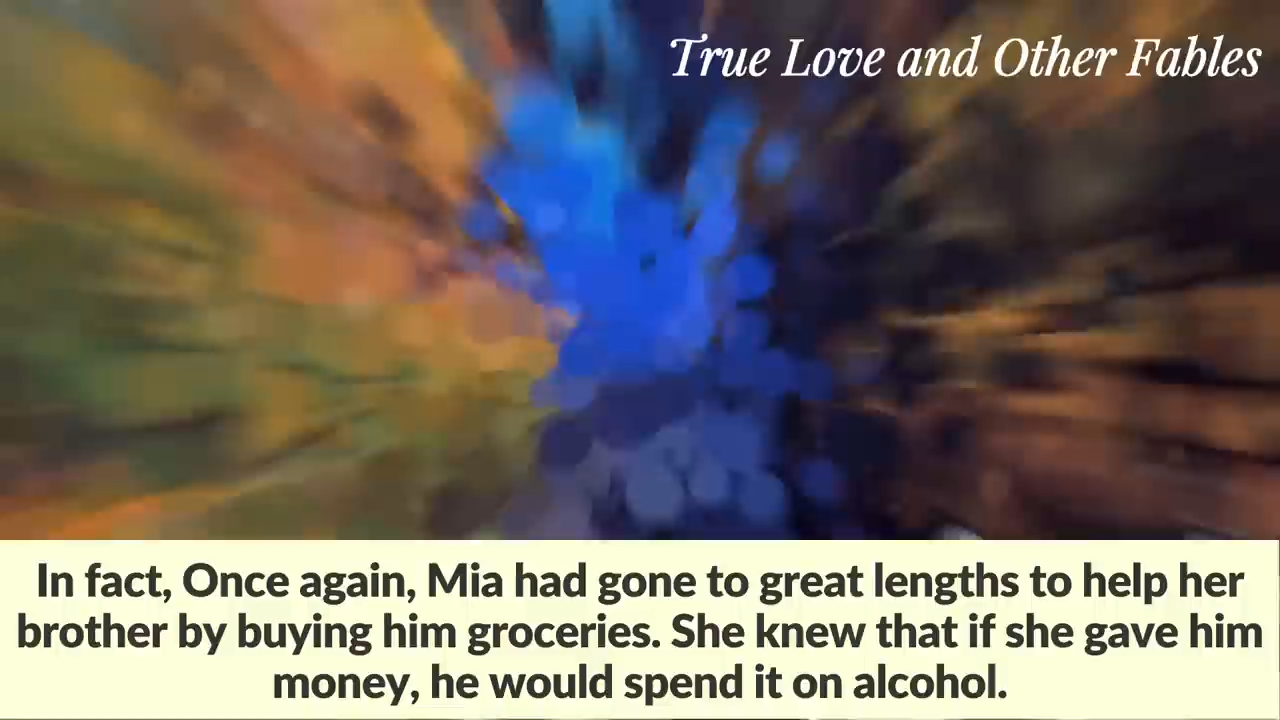 True Love and Other Fables
In fact, Once again, Mia had gone to great lengths to help her
brother by buying him groceries. She knew that if she gave him
money, he would spend it on alcohol.